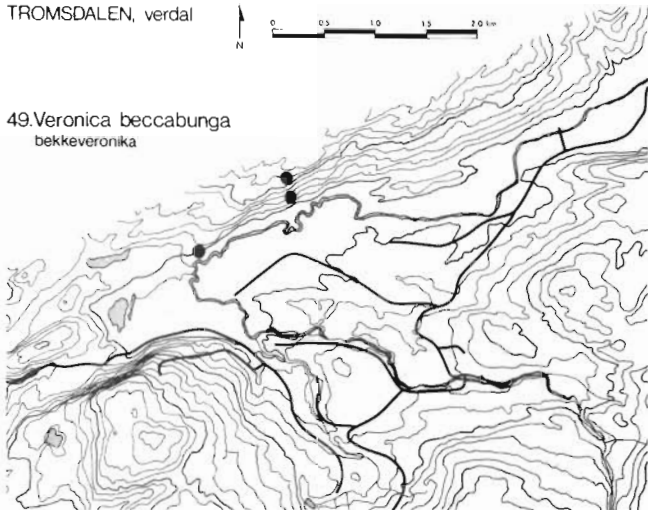 TROMSDALEN, verdal
N
0 0.5 1.0 1.5 2.0 km
49.Veronica beccabunga
bekkeveronika